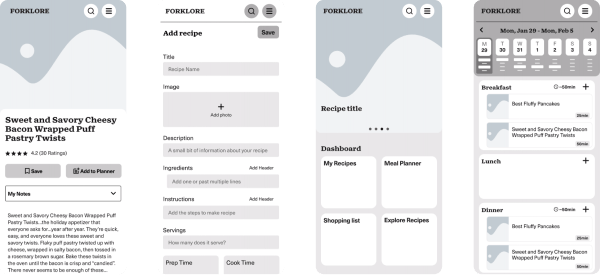 FORKLORE
Sweet and Savory Cheesy
Bacon Wrapped Puff
Pastry Twists
4.2 (30 Ratings)
Save
Add to Planner
My Notes
Sweet and Savory Cheesy Bacon Wrapped Puff
Pastry Twists...the holiday appetizer that
everyone asks for...year after year. They're quick,
easy, and everyone loves these sweet and
savory twists. Flaky puff pastry twisted up with
cheese, wrapped in salty bacon, then tossed in
a rosemary brown sugar. Bake these twists in
the oven until the bacon is crisp and "candied".
There never seems to be enough of these...
FORKLORE
Add recipe
Save
Title
Recipe Name
Image
+
Add photo
Description
A small bit of information about your recipe
Ingredients
Add Header
Add one or past multiple lines
Instructions
Add Header
Add the steps to make recipe
Servings
How many does it serve?
Prep Time
Cook Time
FORKLORE
Recipe title
Dashboard
My Recipes
Meal Planner
Shopping list
Explore Recipes
FORKLORE
Mon, Jan 29 - Mon, Feb 5
M T W T F S S
29 30 31 1 2 3 4
Breakfast
~50min
+
Best Fluffy Pancakes
20min
Sweet and Savory Cheesy
Bacon Wrapped Puff
Pastry Twists
30min
Lunch
+
Dinner
~50min
+
Best Fluffy Pancakes
20min
Sweet and Savory Cheesy
Bacon Wrapped Puff